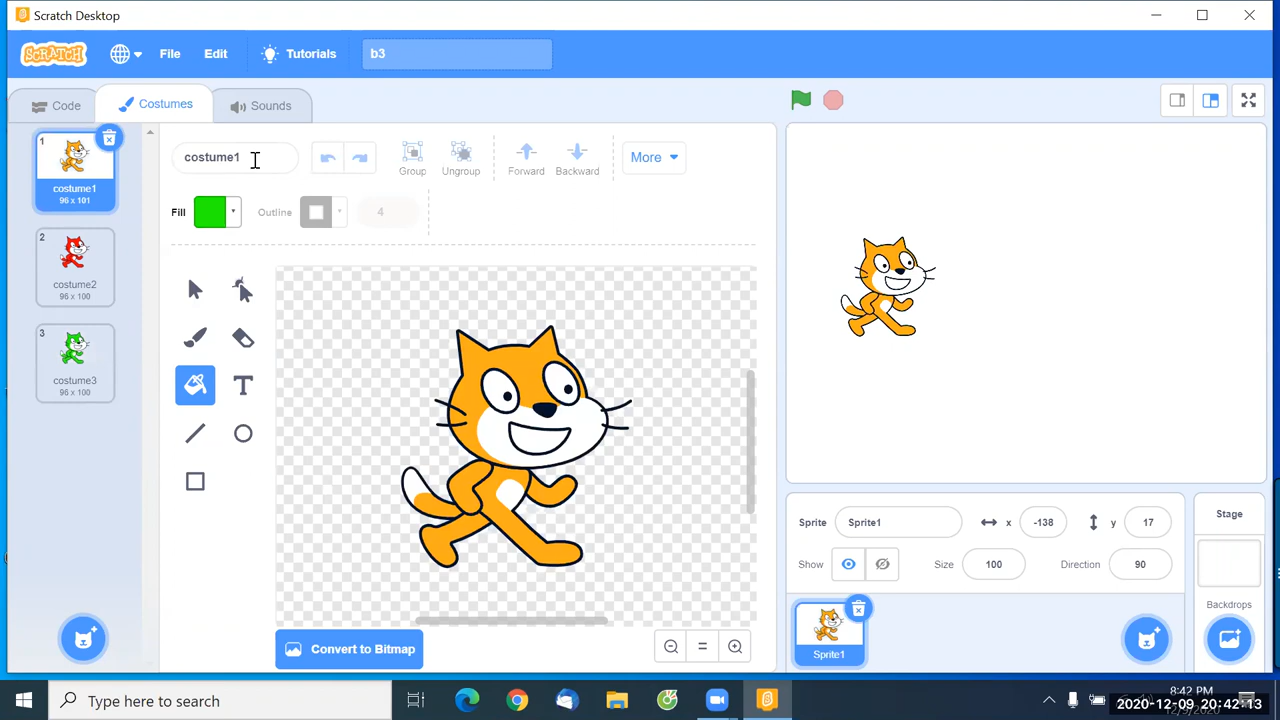 Scratch Desktop
SCRATCH
File
Edit
Tutorials
b3
Code
Costumes
Sounds
1
costume1
96 x 101
2
costume2
96 x 100
3
costume3
96 x 100
costume1
Group
Ungroup
Forward
Backward
More
Fill
Outline
4
T
Convert to Bitmap
Sprite
Sprite1
x
-138
y
17
Show
Size
100
Direction
90
Sprite1
Stage
Backdrops
Type here to search
8:42 PM
2020-12-09 20:42:13